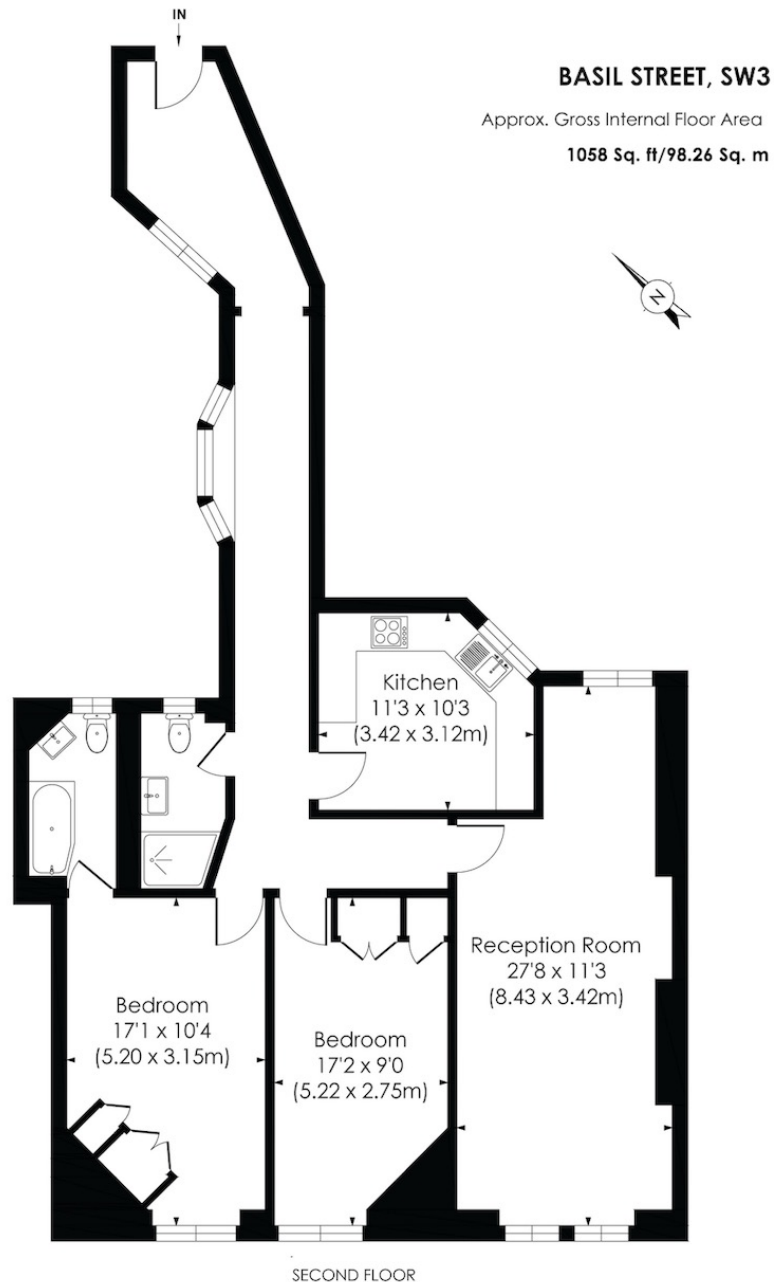 IN
BASIL STREET, SW3
Approx. Gross Internal Floor Area
1058 Sq. ft/98.26 Sq. m
N
Kitchen
11'3 x 10'3
(3.42 x 3.12m)
Reception Room
27'8 x 11'3
(8.43 x 3.42m)
Bedroom
17'1 x 10'4
(5.20 x 3.15m)
Bedroom
17'2 x 9'0
(5.22 x 2.75m)
SECOND FLOOR